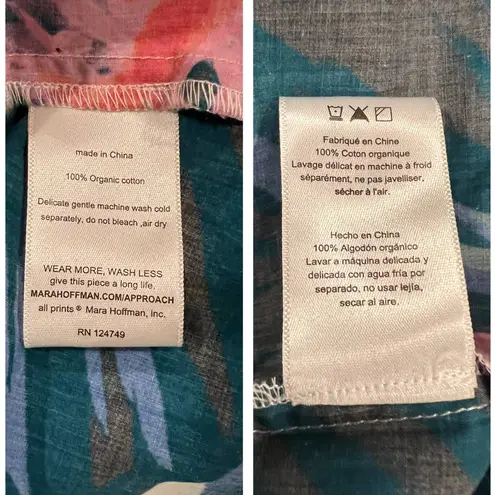 made in China
100% Organic cotton
Delicate gentle machine wash cold
separately, do not bleach ,air dry
WEAR MORE, WASH LESS
give this piece a long life.
MARAHOFFMAN.COM/APPROACH
all prints © Mara Hoffman, Inc.
RN 124749
Fabriqué en Chine
100% Coton organique
Lavage délicat en machine à froid
séparément, ne pas javelliser,
sécher à l'air.
Hecho en China
100% Algodón orgánico
Lavar a máquina delicada y
delicada con agua fría por
separado, no usar lejía,
secar al aire.